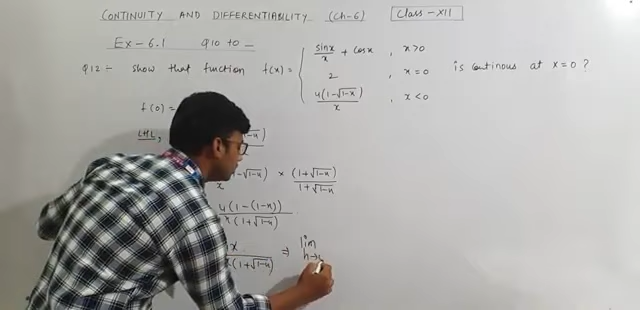 CONTINUITY AND DIFFERENTIABILITY (Ch-6) Class-XII
Ex-6.1 Q10 to
Q12:- Show that function f(x) = { sinx/x + cosx , x>0
2 , x=0
4(1-√1-x)/x , x<0
is continous at x=0 ?
f(0) =
LHL,
× (1+√1-x)/1+√1-x
4(1-(1-x))/x(1+√1-x)
x(1+√1-x) ⇒ lim h→